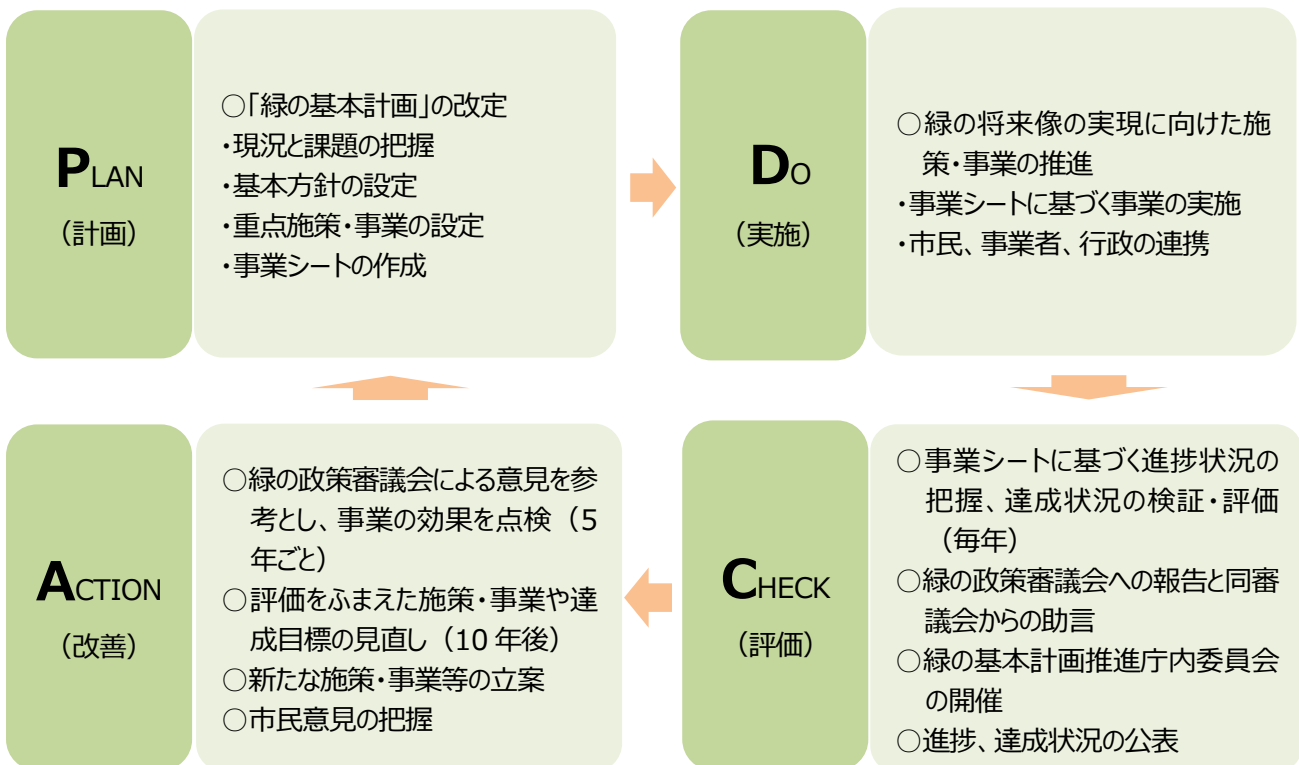 PLAN
（計画）
○「緑の基本計画」の改定
・現況と課題の把握
・基本方針の設定
・重点施策・事業の設定
・事業シートの作成
DO
（実施）
○緑の将来像の実現に向けた施
策・事業の推進
・事業シートに基づく事業の実施
・市民、事業者、行政の連携
ACTION
（改善）
○緑の政策審議会による意見を参
考とし、事業の効果を点検（5
年ごと）
○評価をふまえた施策・事業や達
成目標の見直し（10 年後）
○新たな施策・事業等の立案
○市民意見の把握
CHECK
（評価）
○事業シートに基づく進捗状況の
把握、達成状況の検証・評価
（毎年）
○緑の政策審議会への報告と同審
議会からの助言
○緑の基本計画推進庁内委員会
の開催
○進捗、達成状況の公表